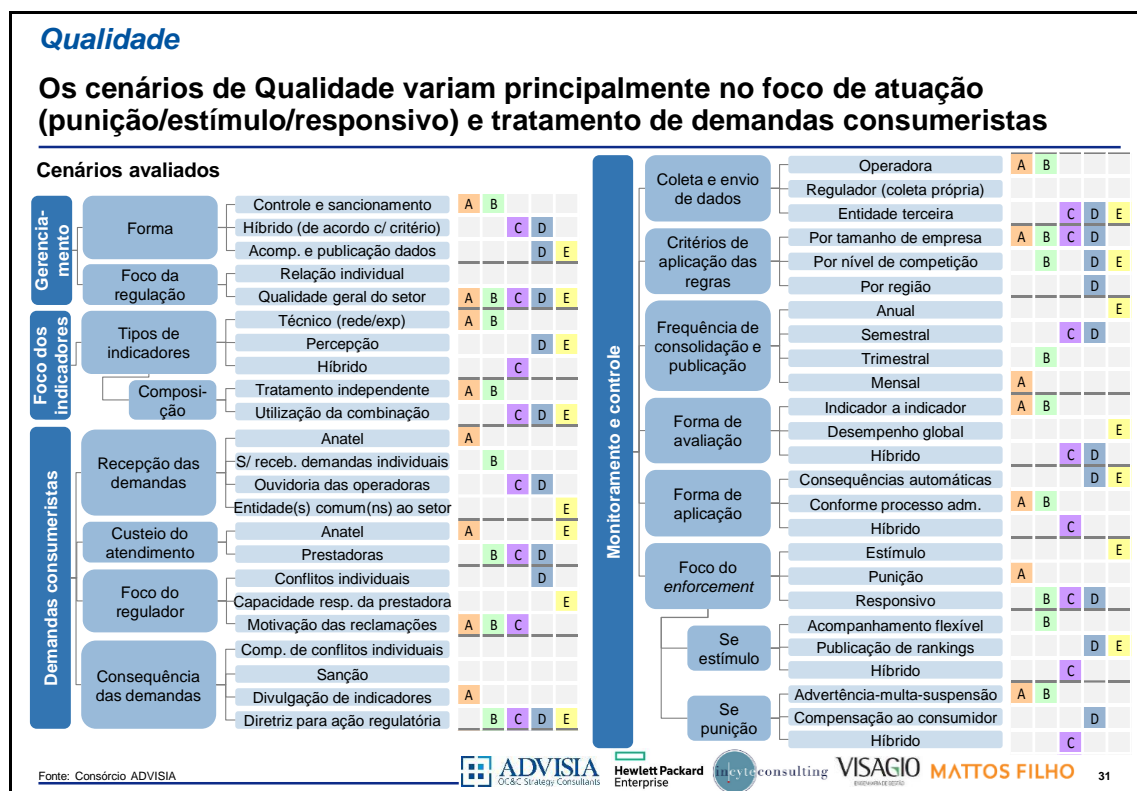 Qualidade
Os cenários de Qualidade variam principalmente no foco de atuação
(punição/estímulo/responsivo) e tratamento de demandas consumeristas
Cenários avaliados
Gerencia-
mento
Forma
Controle e sancionamento A B
Híbrido (de acordo c/ critério) C D
Acomp. e publicação dados D E
Foco da
regulação
Relação individual
Qualidade geral do setor A B C D E
Foco dos
indicadores
Tipos de
indicadores
Técnico (rede/exp) A B
Percepção D E
Híbrido C
Composi-
ção
Tratamento independente A B
Utilização da combinação C D E
Demandas consumeristas
Recepção das
demandas
Anatel A
S/ receb. demandas individuais B
Ouvidoria das operadoras C D
Entidade(s) comum(ns) ao setor E
Custeio do
atendimento
Anatel A E
Prestadoras B C D
Foco do
regulador
Conflitos individuais D
Capacidade resp. da prestadora E
Motivação das reclamações A B C
Consequência
das demandas
Comp. de conflitos individuais
Sanção
Divulgação de indicadores A
Diretriz para ação regulatória B C D E
Monitoramento e controle
Coleta e envio
de dados
Operadora A B
Regulador (coleta própria)
Entidade terceira C D E
Critérios de
aplicação das
regras
Por tamanho de empresa A B C D
Por nível de competição B D E
Por região D
Frequência de
consolidação e
publicação
Anual E
Semestral C D
Trimestral B
Mensal A
Forma de
avaliação
Indicador a indicador A B
Desempenho global E
Híbrido C D
Forma de
aplicação
Consequências automáticas D E
Conforme processo adm. A B
Híbrido C
Foco do
enforcement
Estímulo E
Punição A
Responsivo B C D
Se
estímulo
Acompanhamento flexível B
Publicação de rankings D E
Híbrido C
Se
punição
Advertência-multa-suspensão A B
Compensação ao consumidor D
Híbrido C
Fonte: Consórcio ADVISIA
ADVISIA
OC&C Strategy Consultants
Hewlett Packard
Enterprise
incyteconsulting
VISAGIO
ENGENHARIA DE GESTÃO
MATTOS FILHO
31